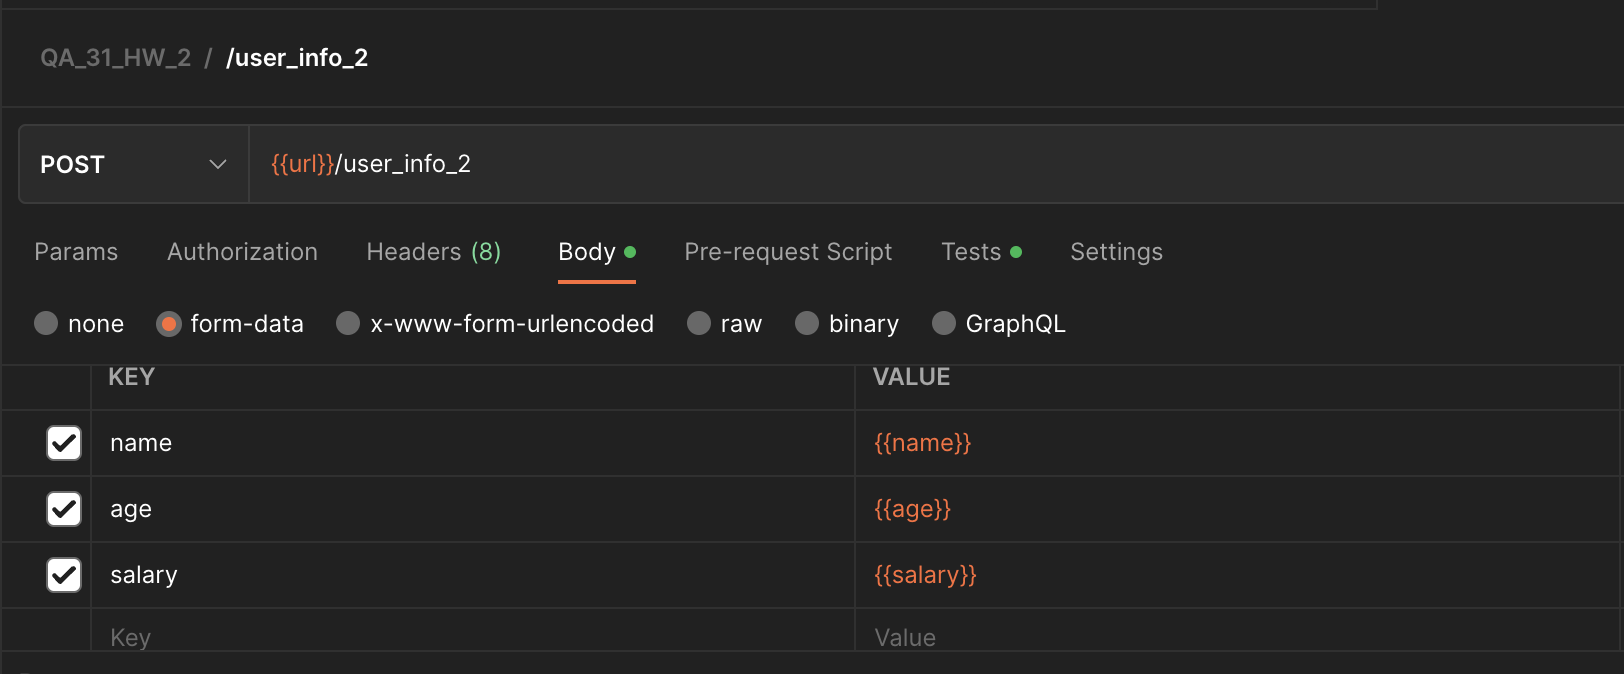 QA_31_HW_2 / /user_info_2
POST {{url}}/user_info_2
Params Authorization Headers (8) Body Pre-request Script Tests Settings
none form-data x-www-form-urlencoded raw binary GraphQL
KEY VALUE
name {{name}}
age {{age}}
salary {{salary}}
Key Value